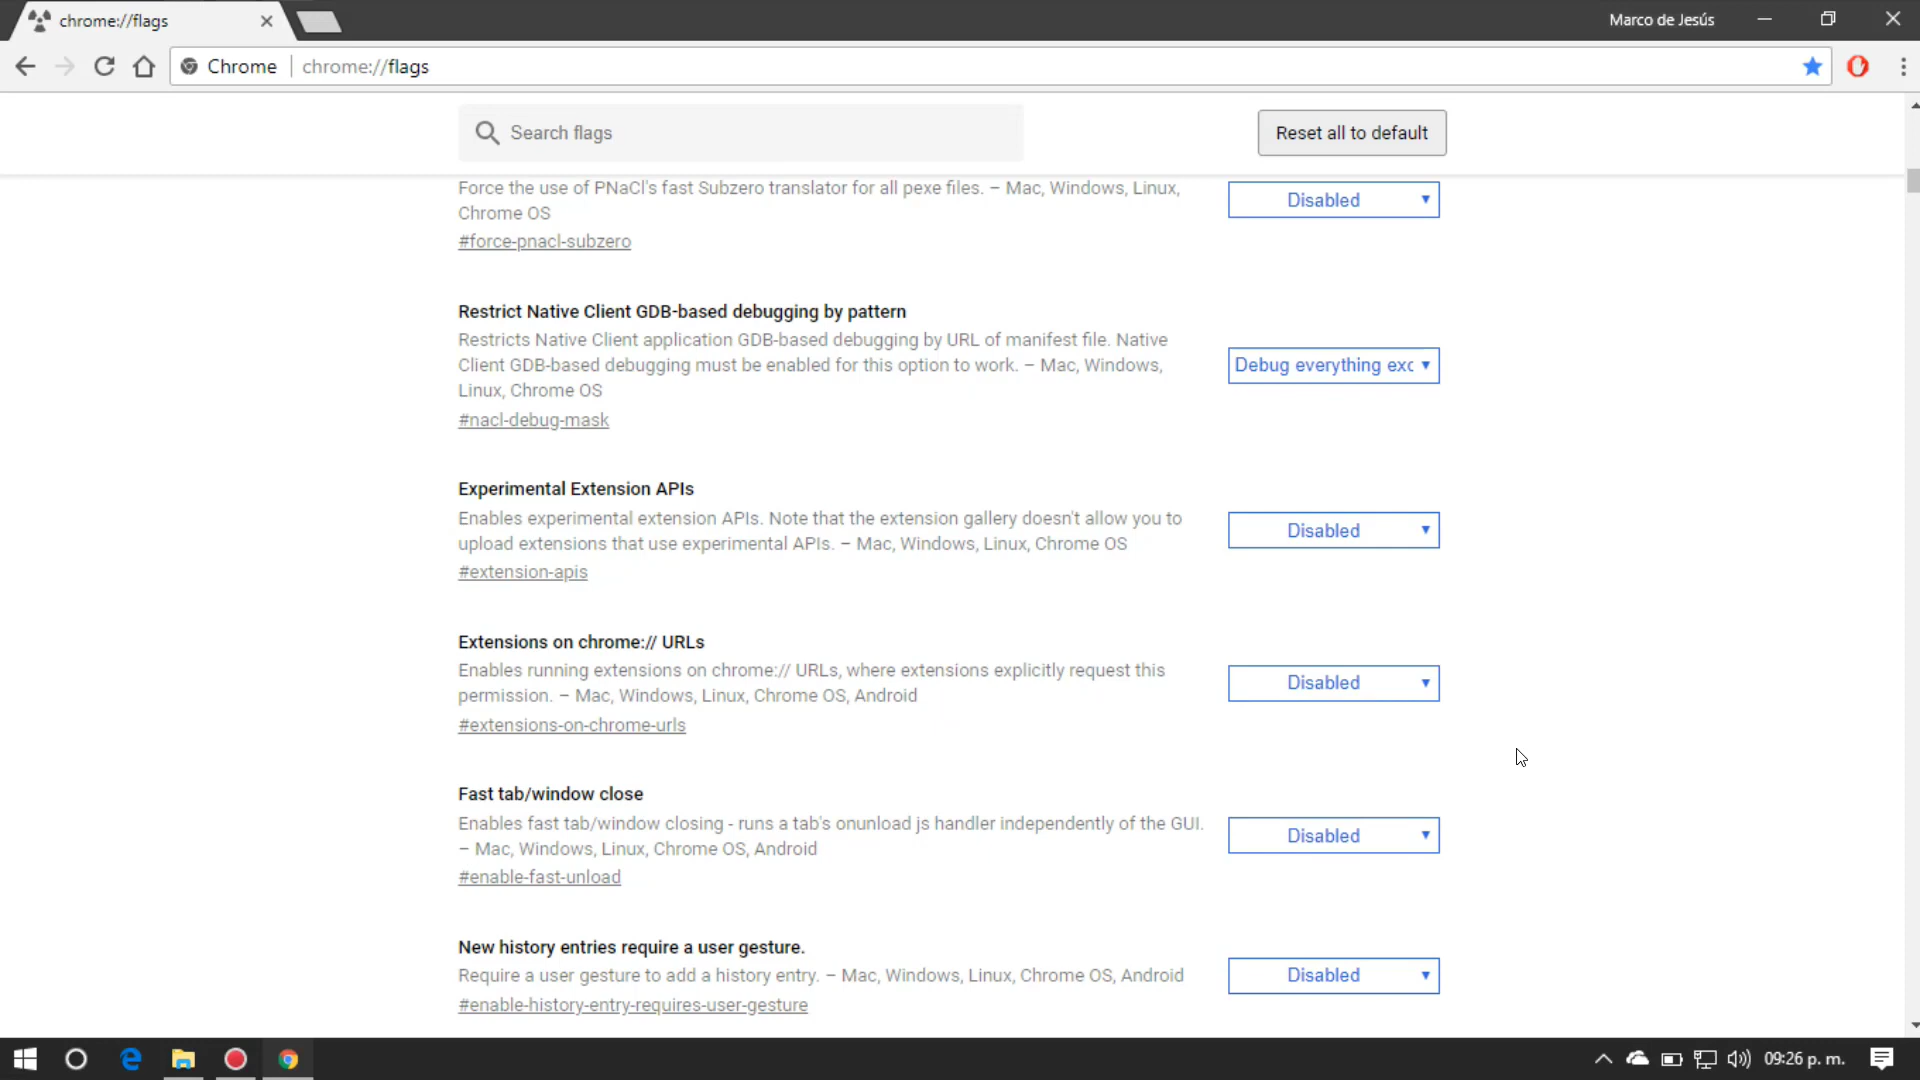 chrome://flags
Marco de Jesús
Chrome
chrome://flags
Search flags
Reset all to default
Force the use of PNaCl's fast Subzero translator for all pexe files. – Mac, Windows, Linux,
Chrome OS
#force-pnacl-subzero
Disabled
Restrict Native Client GDB-based debugging by pattern
Restricts Native Client application GDB-based debugging by URL of manifest file. Native
Client GDB-based debugging must be enabled for this option to work. – Mac, Windows,
Linux, Chrome OS
#nacl-debug-mask
Debug everything exc
Experimental Extension APIs
Enables experimental extension APIs. Note that the extension gallery doesn't allow you to
upload extensions that use experimental APIs. – Mac, Windows, Linux, Chrome OS
#extension-apis
Disabled
Extensions on chrome:// URLs
Enables running extensions on chrome:// URLs, where extensions explicitly request this
permission. – Mac, Windows, Linux, Chrome OS, Android
#extensions-on-chrome-urls
Disabled
Fast tab/window close
Enables fast tab/window closing - runs a tab's onunload js handler independently of the GUI.
– Mac, Windows, Linux, Chrome OS, Android
#enable-fast-unload
Disabled
New history entries require a user gesture.
Require a user gesture to add a history entry. – Mac, Windows, Linux, Chrome OS, Android
#enable-history-entry-requires-user-gesture
Disabled
09:26 p. m.